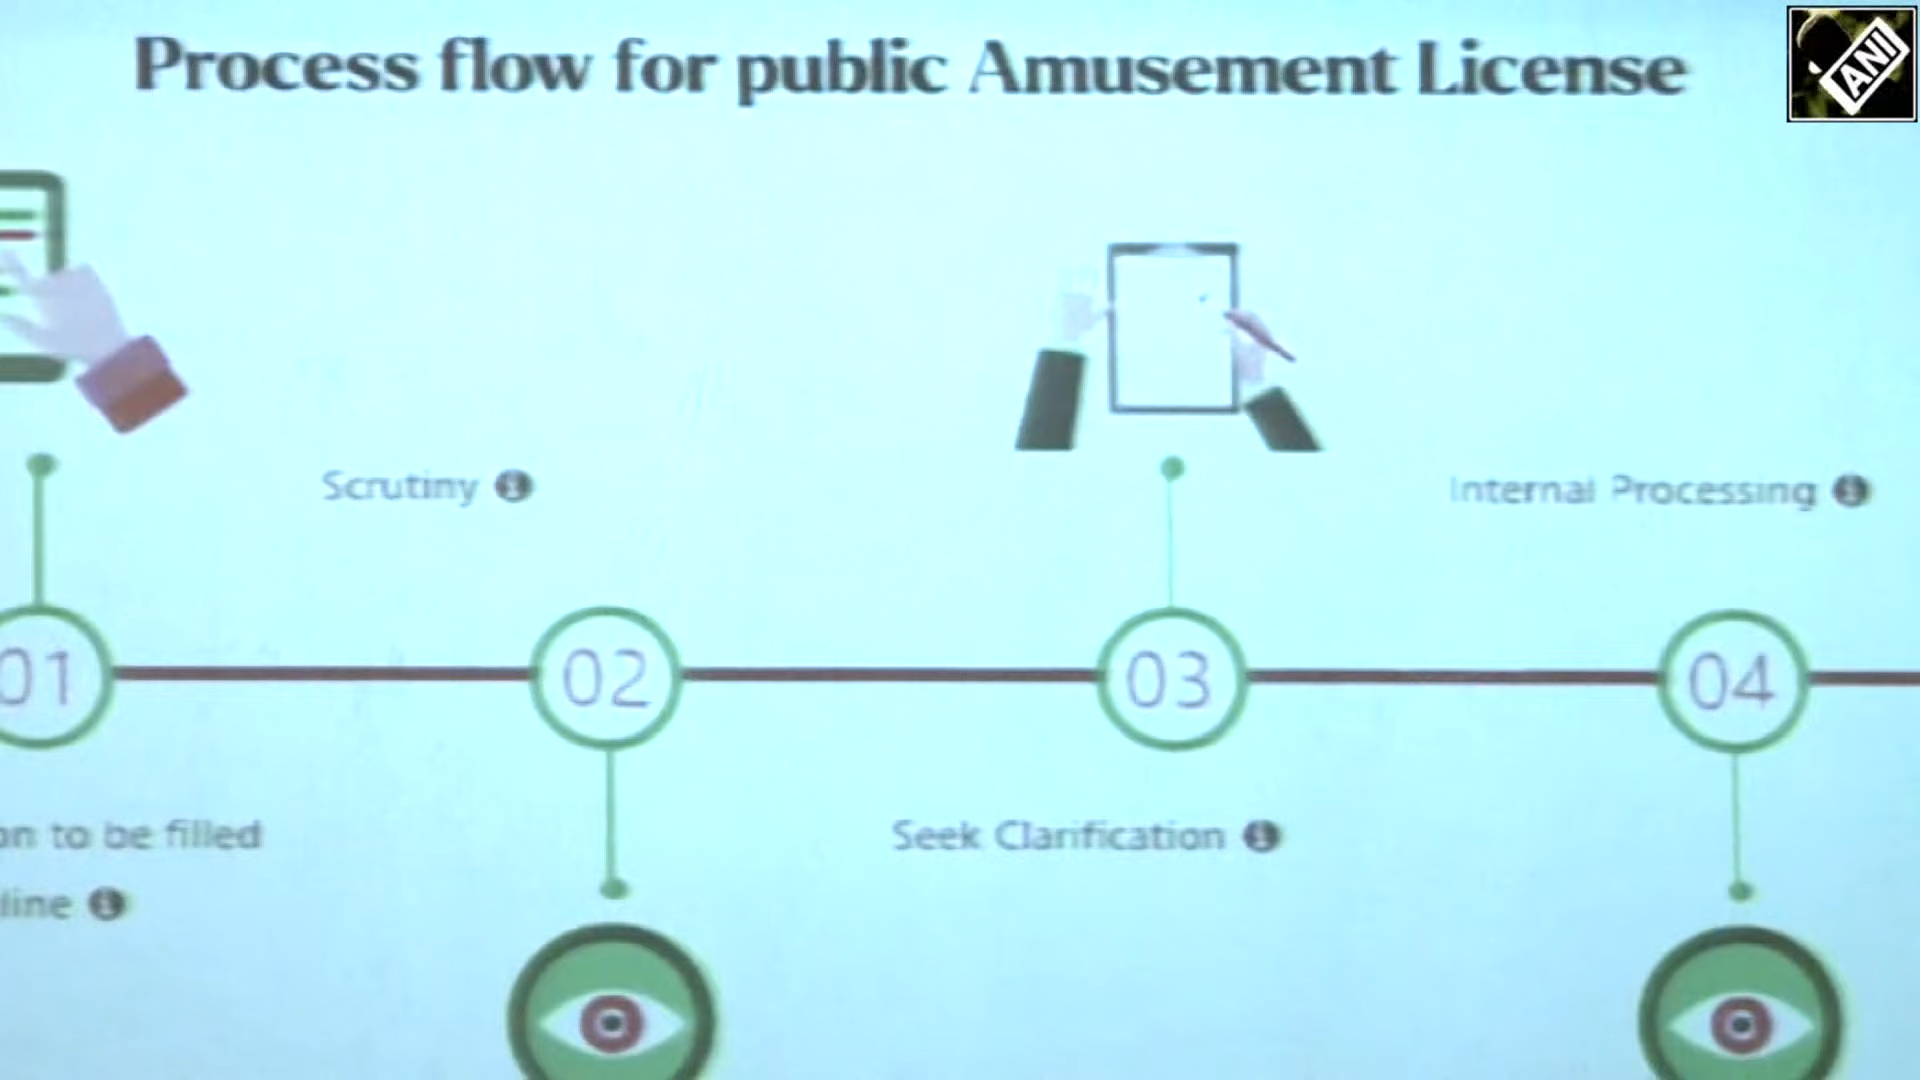 Process flow for public Amusement License
ANI
Scrutiny
Internal Processing
01
02
03
04
on to be filled
Seek Clarification
line